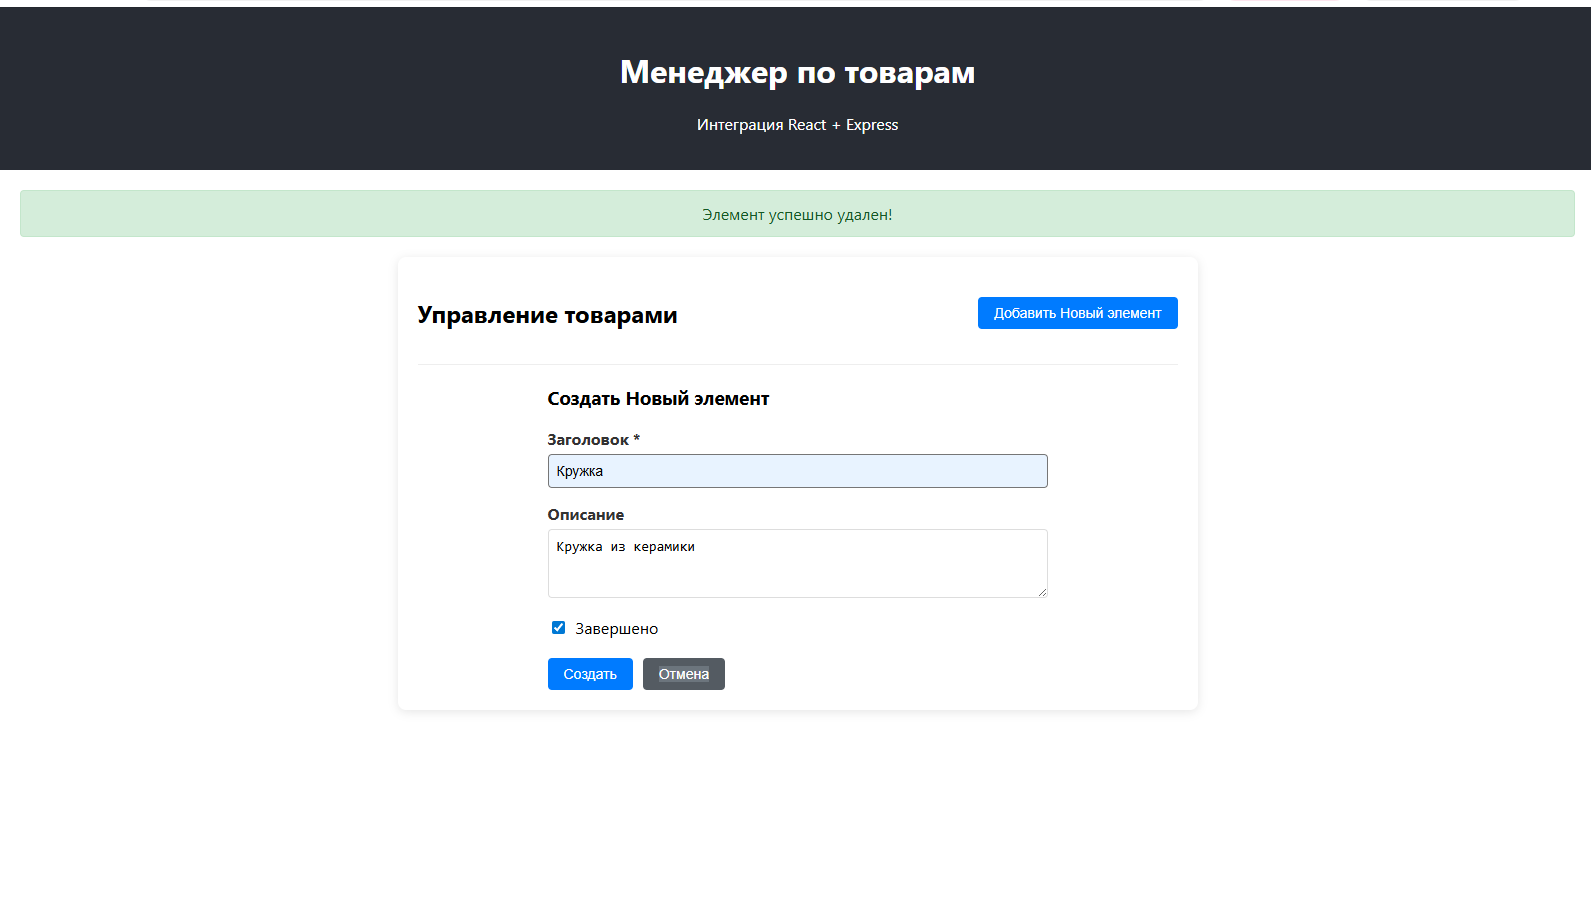 Менеджер по товарам
Интеграция React + Express
Элемент успешно удален!
Управление товарами
Добавить Новый элемент
Создать Новый элемент
Заголовок *
Кружка
Описание
Кружка из керамики
Завершено
Создать
Отмена